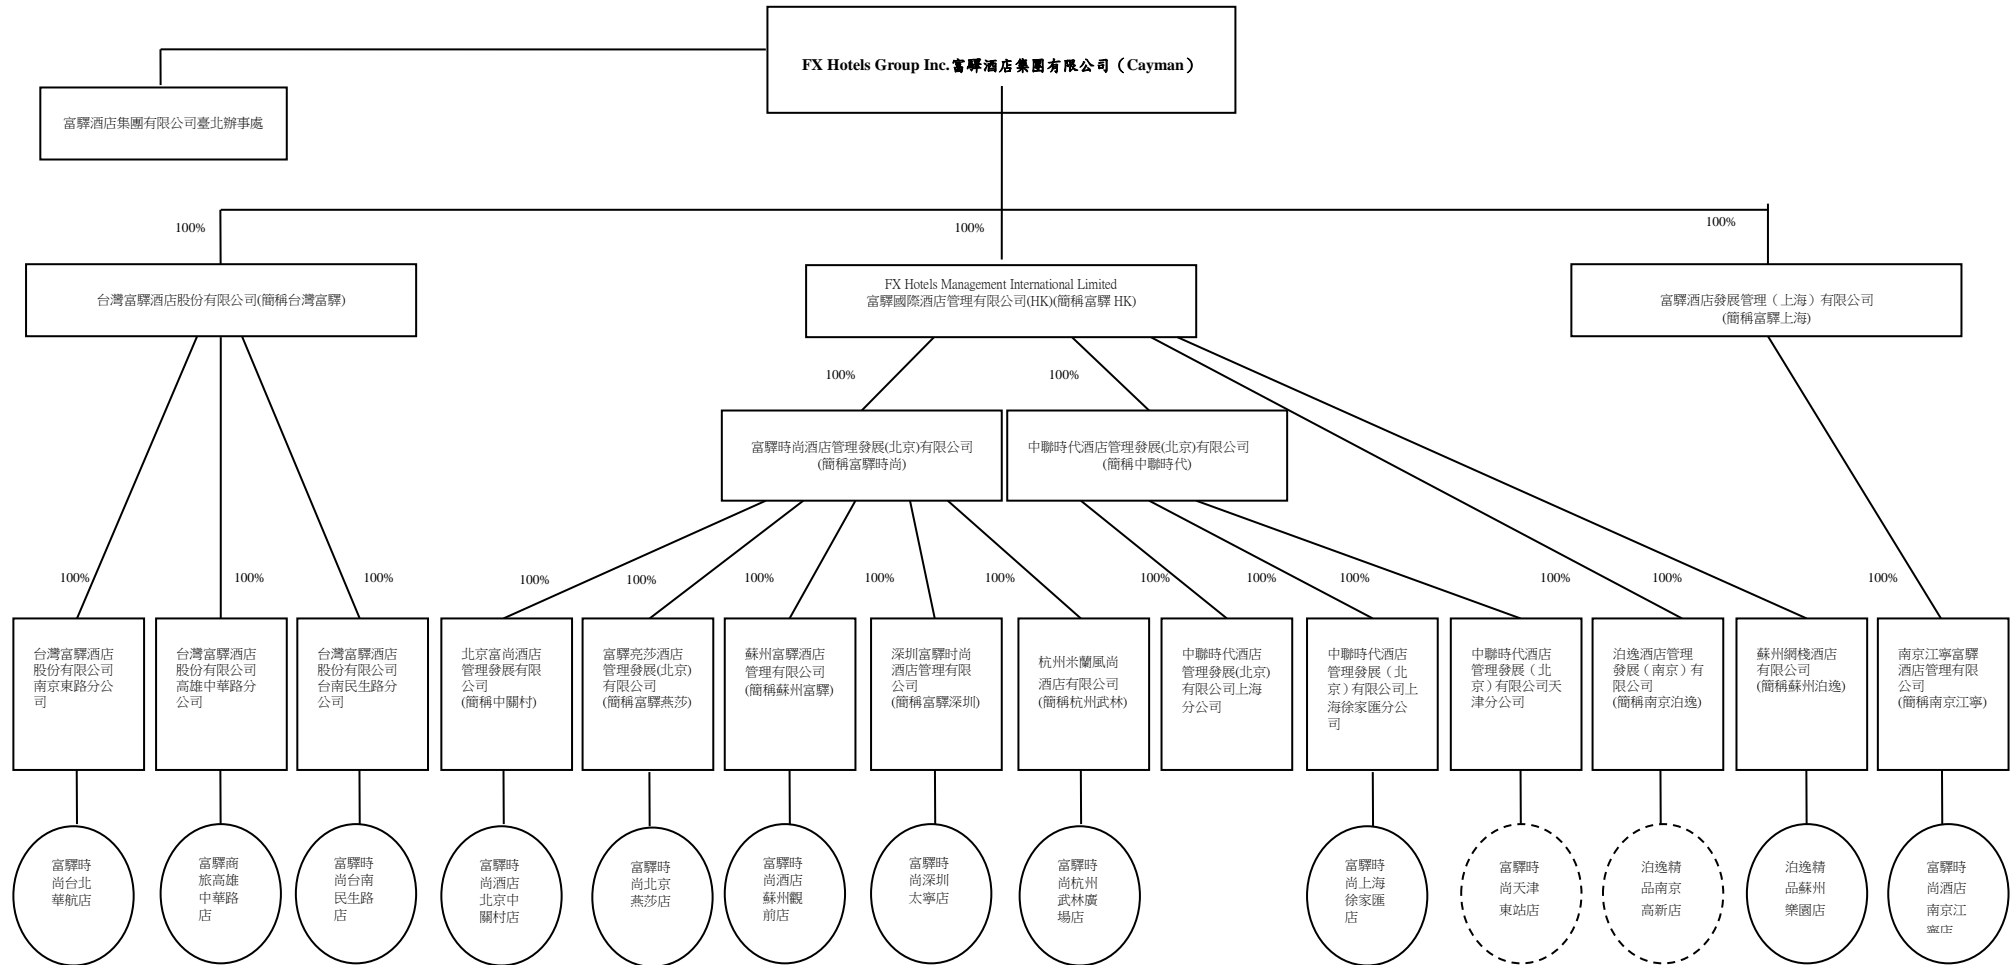 FX Hotels Group Inc.富驛酒店集團有限公司（Cayman）
富驛酒店集團有限公司臺北辦事處
100%
100%
100%
台灣富驛酒店股份有限公司(簡稱台灣富驛)
FX Hotels Management International Limited
富驛國際酒店管理有限公司(HK)(簡稱富驛 HK)
富驛酒店發展管理（上海）有限公司
(簡稱富驛上海)
100%
100%
富驛時尚酒店管理發展(北京)有限公司
(簡稱富驛時尚)
中聯時代酒店管理發展(北京)有限公司
(簡稱中聯時代)
100%
100%
100%
100%
100%
100%
100%
100%
100%
100%
100%
100%
100%
100%
台灣富驛酒店
股份有限公司
南京東路分公
司
台灣富驛酒店
股份有限公司
高雄中華路分
公司
台灣富驛酒店
股份有限公司
台南民生路分
公司
北京富尚酒店
管理發展有限
公司
(簡稱中關村)
富驛亮莎酒店
管理發展(北京)
有限公司
(簡稱富驛燕莎)
蘇州富驛酒店
管理有限公司
(簡稱蘇州富驛)
深圳富驛时尚
酒店管理有限
公司
(簡稱富驛深圳)
杭州米蘭風尚
酒店有限公司
(簡稱杭州武林)
中聯時代酒店
管理發展(北京)
有限公司上海
分公司
中聯時代酒店
管理發展（北
京）有限公司上
海徐家匯分公
司
中聯時代酒店
管理發展（北
京）有限公司天
津分公司
泊逸酒店管理
發展（南京）有
限公司
(簡稱南京泊逸)
蘇州網棧酒店
有限公司
(簡稱蘇州泊逸)
南京江寧富驛
酒店管理有限
公司
(簡稱南京江寧)
富驛時
尚台北
華航店
富驛商
旅高雄
中華路
店
富驛時
尚台南
民生路
店
富驛時
尚酒店
北京中
關村店
富驛時
尚北京
燕莎店
富驛時
尚酒店
蘇州觀
前店
富驛時
尚深圳
太寧店
富驛時
尚杭州
武林廣
場店
富驛時
尚上海
徐家匯
店
富驛時
尚天津
東站店
泊逸精
品南京
高新店
泊逸精
品蘇州
樂園店
富驛時
尚酒店
南京江
寧店